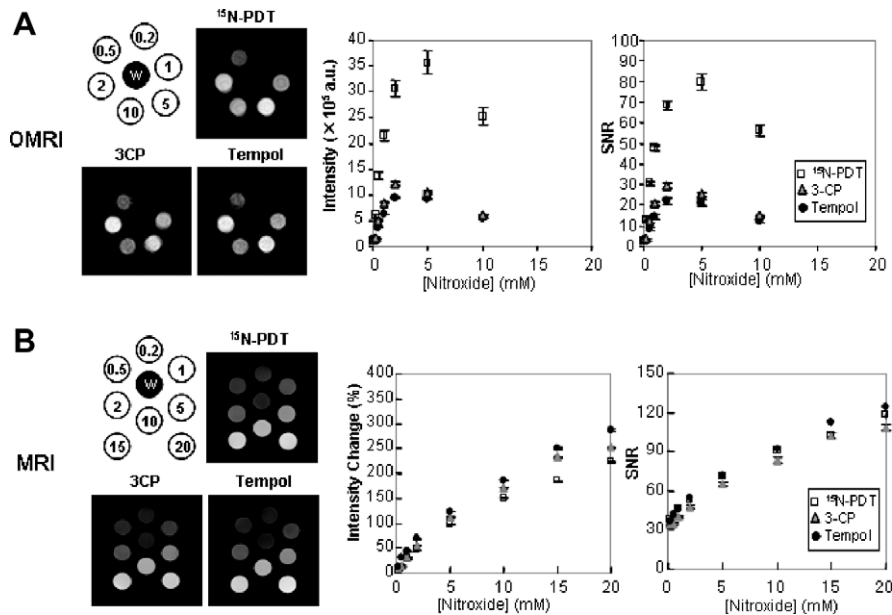 A
OMRI
0.2
0.5
1
W
2
5
10
¹⁵N-PDT
3CP
Tempol
Intensity (× 10⁵ a.u.)
40
35
30
25
20
15
10
5
0
0 5 10 15 20
[Nitroxide] (mM)
SNR
100
90
80
70
60
50
40
30
20
10
0
0 5 10 15 20
[Nitroxide] (mM)
¹⁵N-PDT
3-CP
Tempol
B
MRI
0.2
0.5
1
W
2
5
10
15
20
¹⁵N-PDT
3CP
Tempol
Intensity Change (%)
400
350
300
250
200
150
100
50
0
0 5 10 15 20
[Nitroxide] (mM)
SNR
150
120
90
60
30
0
0 5 10 15 20
[Nitroxide] (mM)
¹⁵N-PDT
3-CP
Tempol